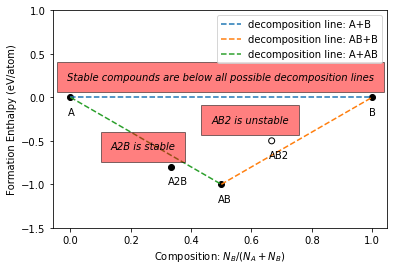 1.0
0.5
0.0
−0.5
−1.0
−1.5
Formation Enthalpy (eV/atom)
decomposition line: A+B
decomposition line: AB+B
decomposition line: A+AB
Stable compounds are below all possible decomposition lines
A
B
AB2 is unstable
A2B is stable
AB2
A2B
AB
0.0
0.2
0.4
0.6
0.8
1.0
Composition: $N_B/(N_A + N_B)$